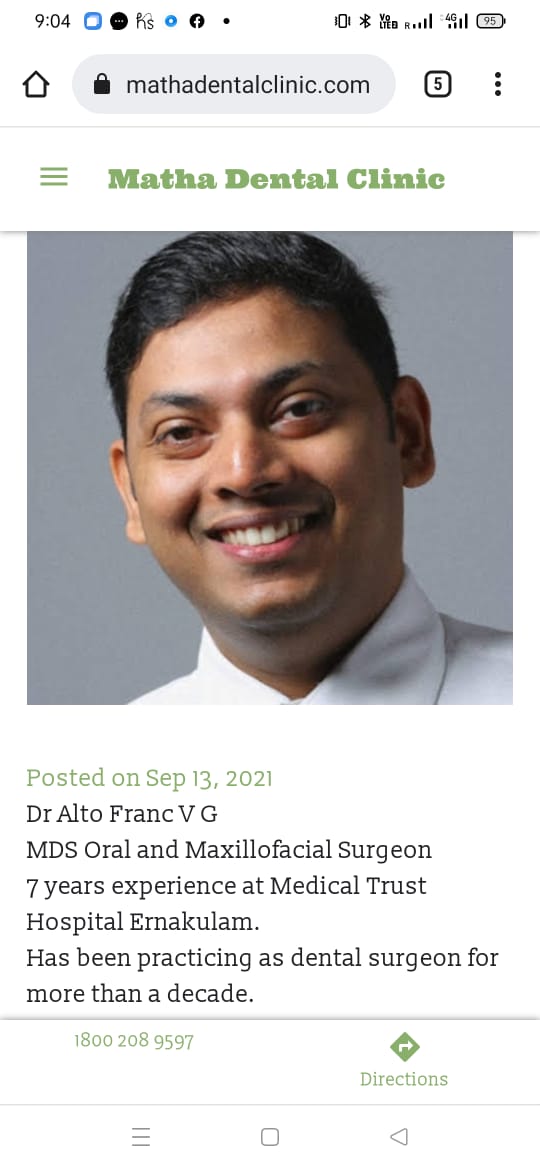 9:04
mathadentalclinic.com
5
Matha Dental Clinic
Posted on Sep 13, 2021
Dr Alto Franc V G
MDS Oral and Maxillofacial Surgeon
7 years experience at Medical Trust
Hospital Ernakulam.
Has been practicing as dental surgeon for
more than a decade.
1800 208 9597
Directions